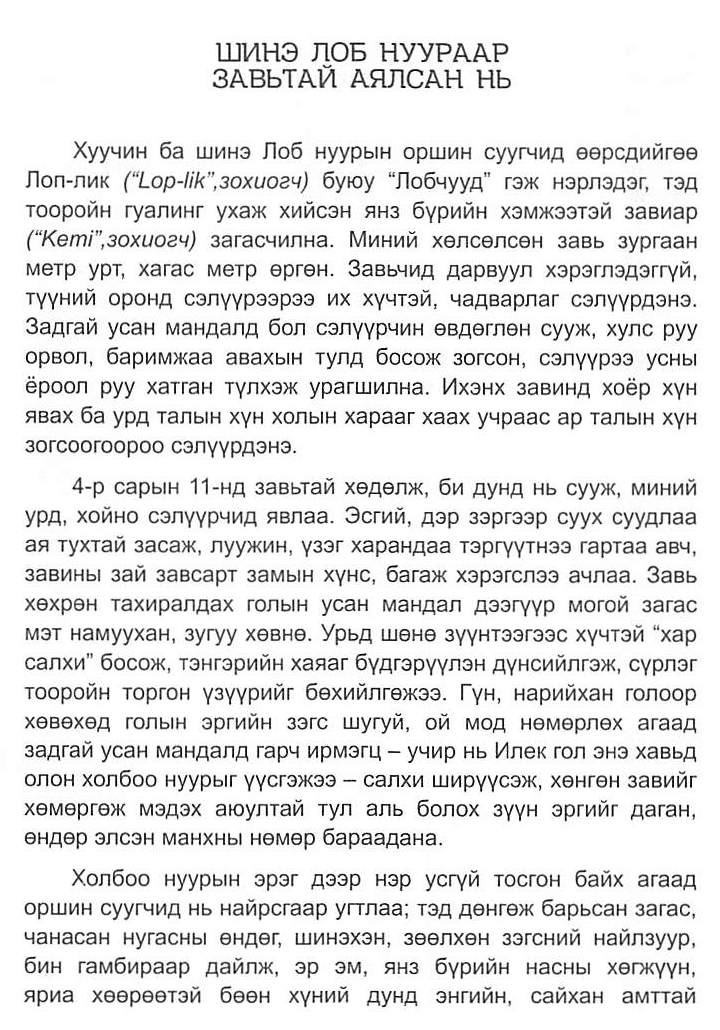 ШИНЭ ЛОБ НУУРААР
ЗАВЬТАЙ АЯЛСАН НЬ
Хуучин ба шинэ Лоб нуурын оршин суугчид өөрсдийгөө
Лоп-лик (“Lop-lik”,зохиогч) буюу “Лобчууд” гэж нэрлэдэг, тэд
тооройн гуалинг ухаж хийсэн янз бүрийн хэмжээтэй завиар
(“Kemi”,зохиогч) загасчилна. Миний хөлсөлсөн завь зургаан
метр урт, хагас метр өргөн. Завьчид дарвуул хэрэглэдэггүй,
түүний оронд сэлүүрээрээ их хүчтэй, чадварлаг сэлүүрдэнэ.
Задгай усан мандалд бол сэлүүрчин өвдөглөн сууж, хулс руу
орвол, баримжаа авахын тулд босож зогсон, сэлүүрээ усны
ёроол руу хатган түлхэж урагшилна. Ихэнх завинд хоёр хүн
явах ба урд талын хүн холын харааг хаах учраас ар талын хүн
зогсоогоороо сэлүүрдэнэ.
4-р сарын 11-нд завьтай хөдөлж, би дунд нь сууж, миний
урд, хойно сэлүүрчид явлаа. Эсгий, дэр зэргээр суух суудлаа
ая тухтай засаж, луужин, үзэг харандаа тэргүүтнээ гартаа авч,
завины зай завсарт замын хүнс, багаж хэрэгслээ ачлаа. Завь
хөхрөн тахиралдах голын усан мандал дээгүүр могой загас
мэт намуухан, зугуу хөвнө. Урьд шөнө зүүнтээгээс хүчтэй “хар
салхи” босож, тэнгэрийн хаяаг бүдгэрүүлэн дүнсийлгэж, сүрлэг
тооройн торгон үзүүрийг бөхийлгөжээ. Гүн, нарийхан голоор
хөвөхөд голын эргийн зэгс шугуй, ой мод нөмөрлөх агаад
задгай усан мандалд гарч ирмэгц – учир нь Илек гол энэ хавьд
олон холбоо нуурыг үүсгэжээ – салхи ширүүсэж, хөнгөн завийг
хөмөргөж мэдэх аюултай тул аль болох зүүн эргийг даган,
өндөр элсэн манхны нөмөр бараадана.
Холбоо нуурын эрэг дээр нэр усгүй тосгон байх агаад
оршин суугчид нь найрсгаар угтлаа; тэд дөнгөж барьсан загас,
чанасан нугасны өндөг, шинэхэн, зөөлхөн зэгсний найлзуур,
бин гамбираар дайлж, эр эм, янз бүрийн насны хөгжүүн,
яриа хөөрөөтэй бөөн хүний дунд энгийн, сайхан амттай